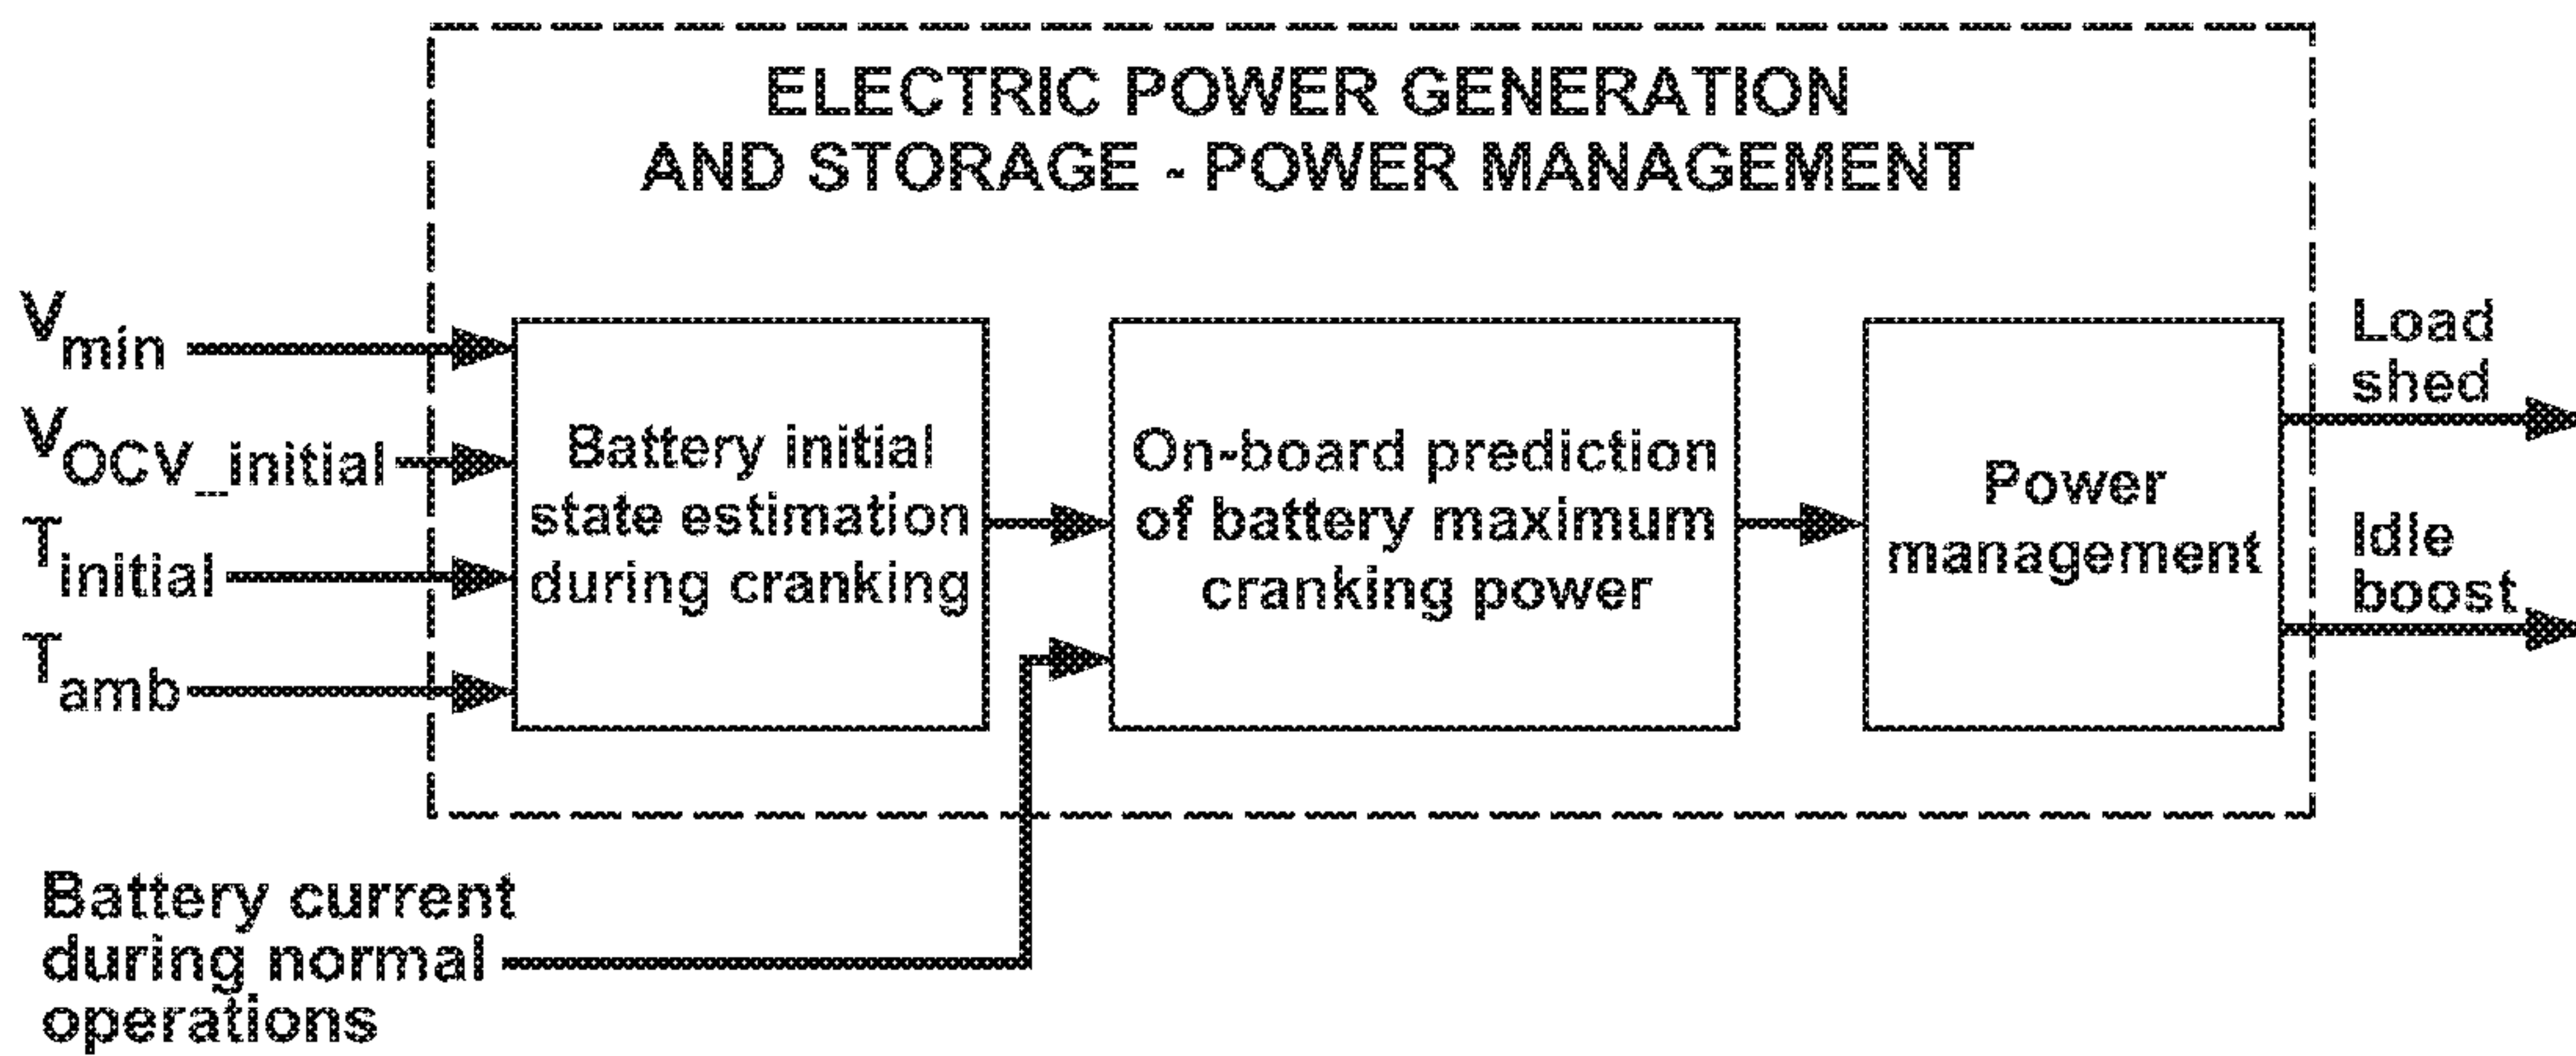 ELECTRIC POWER GENERATION
AND STORAGE - POWER MANAGEMENT
Vmin
VOCV_initial
Tinitial
Tamb
Battery initial
state estimation
during cranking
On-board prediction
of battery maximum
cranking power
Power
management
Load
shed
Idle
boost
Battery current
during normal
operations